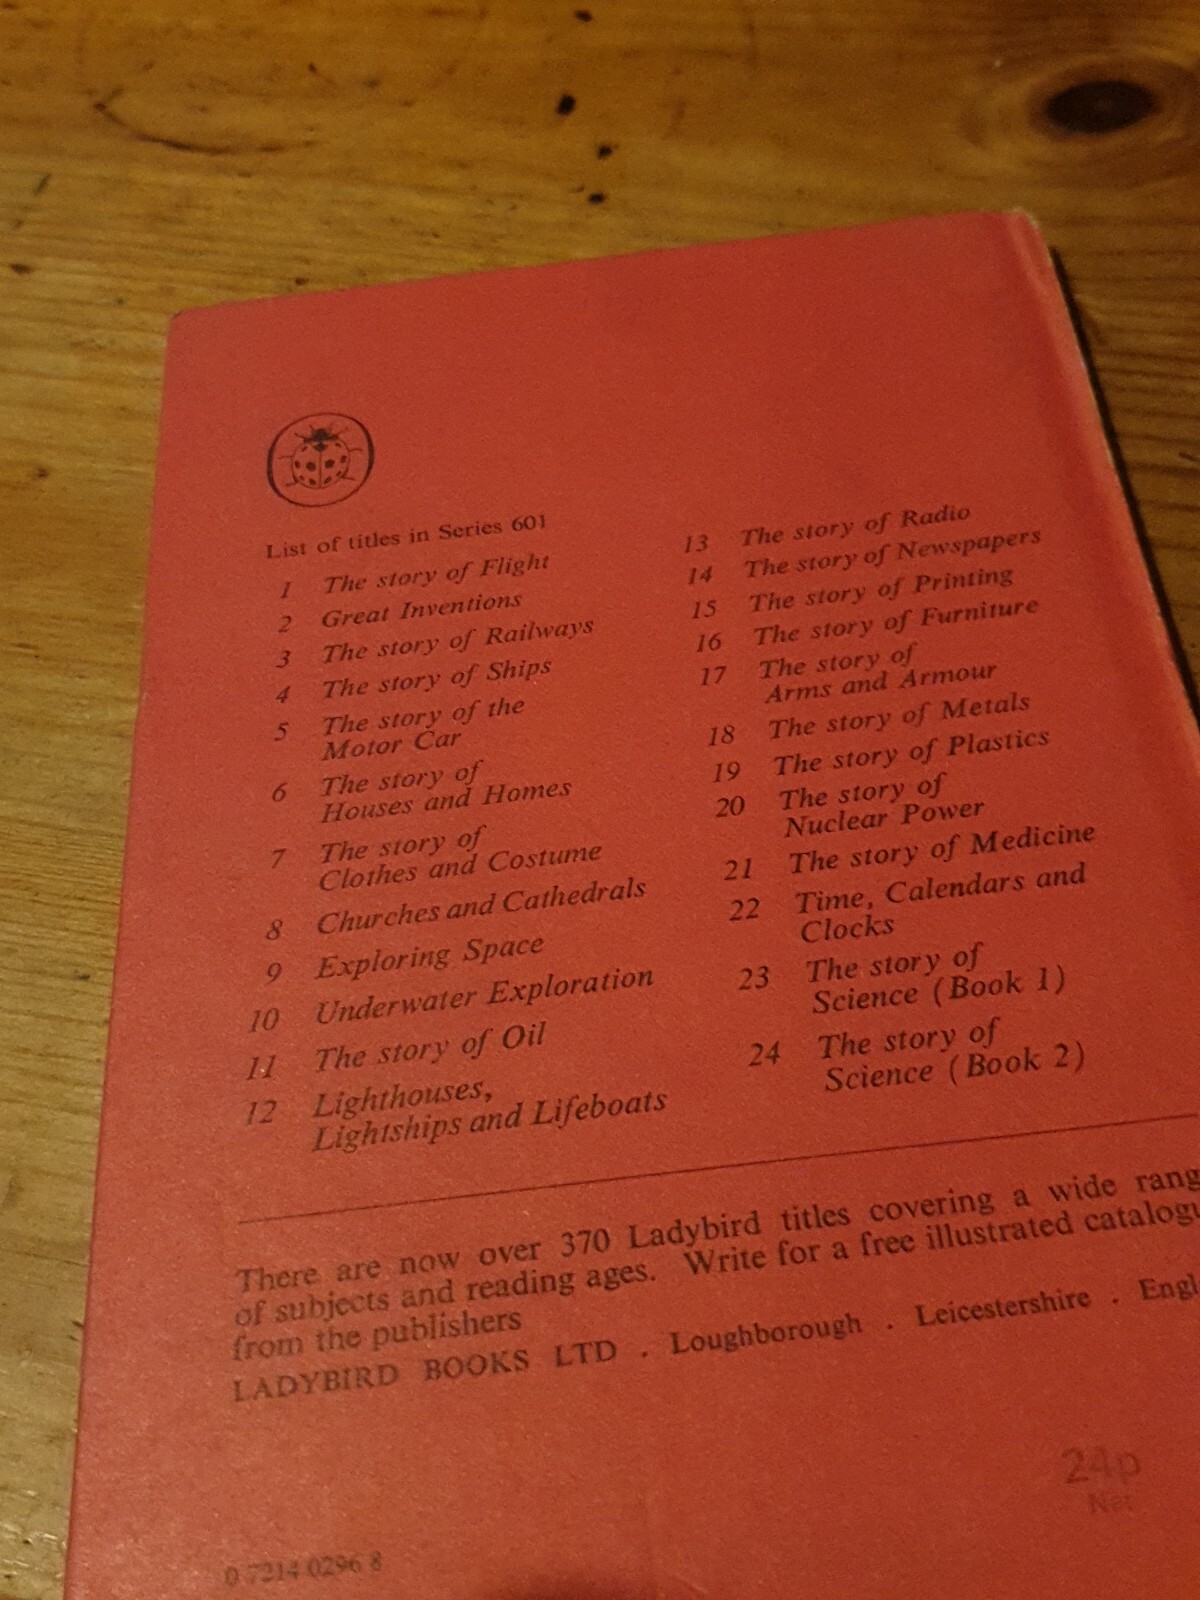 List of titles in Series 601
1 The story of Flight
2 Great Inventions
3 The story of Railways
4 The story of Ships
5 The story of the
Motor Car
6 The story of
Houses and Homes
7 The story of
Clothes and Costume
8 Churches and Cathedrals
9 Exploring Space
10 Underwater Exploration
11 The story of Oil
12 Lighthouses,
Lightships and Lifeboats
13 The story of Radio
14 The story of Newspapers
15 The story of Printing
16 The story of Furniture
17 The story of
Arms and Armour
18 The story of Metals
19 The story of Plastics
20 The story of
Nuclear Power
21 The story of Medicine
22 Time, Calendars and
Clocks
23 The story of
Science (Book 1)
24 The story of
Science (Book 2)
There are now over 370 Ladybird titles covering a wide rang
of subjects and reading ages. Write for a free illustrated catalogu
from the publishers
LADYBIRD BOOKS LTD . Loughborough . Leicestershire . Engl
24p
Net
0 7214 0296 8